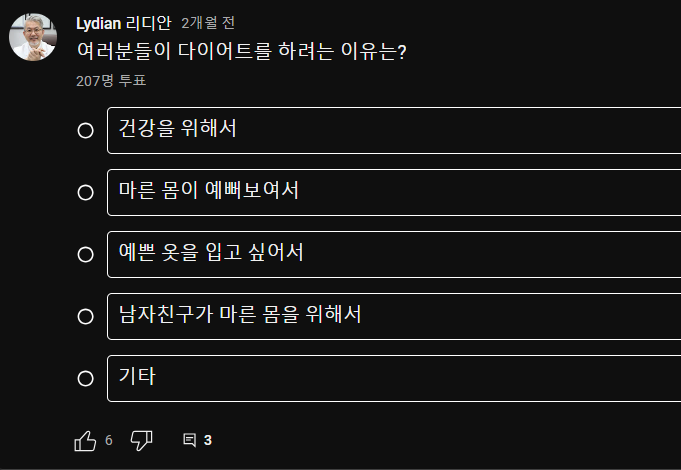 Lydian 리디안 2개월 전
여러분들이 다이어트를 하려는 이유는?
207명 투표
건강을 위해서
마른 몸이 예뻐보여서
예쁜 옷을 입고 싶어서
남자친구가 마른 몸을 위해서
기타
6 3